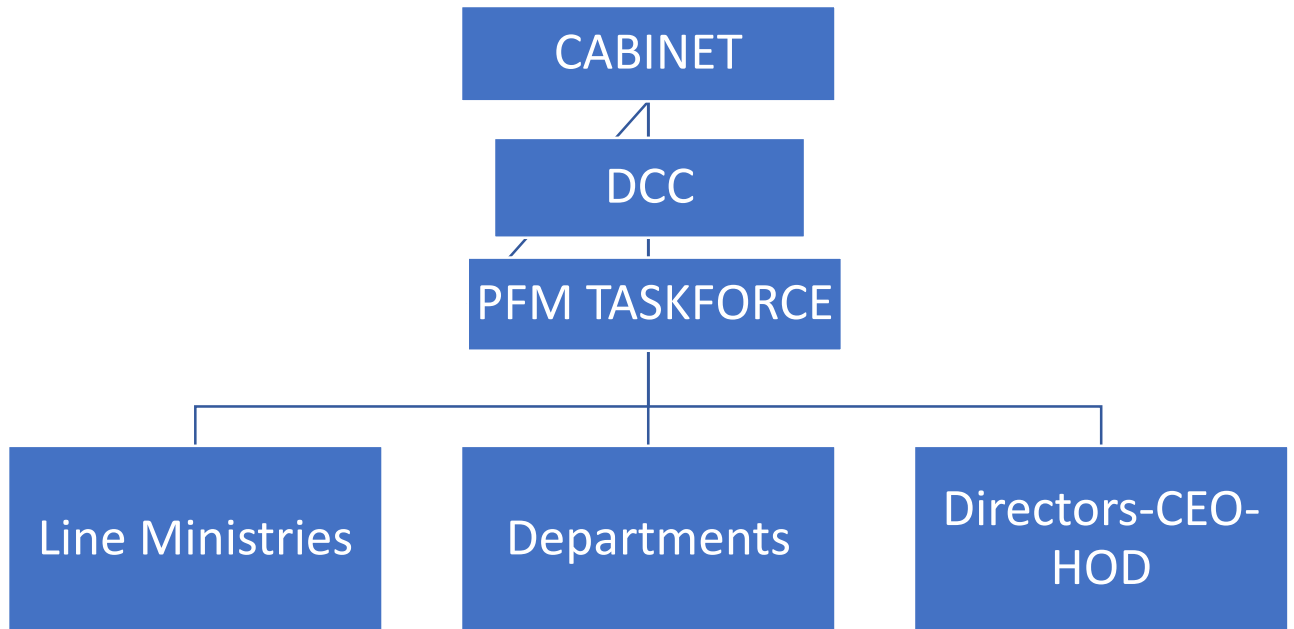 CABINET
DCC
PFM TASKFORCE
Line Ministries
Departments
Directors-CEO-
HOD